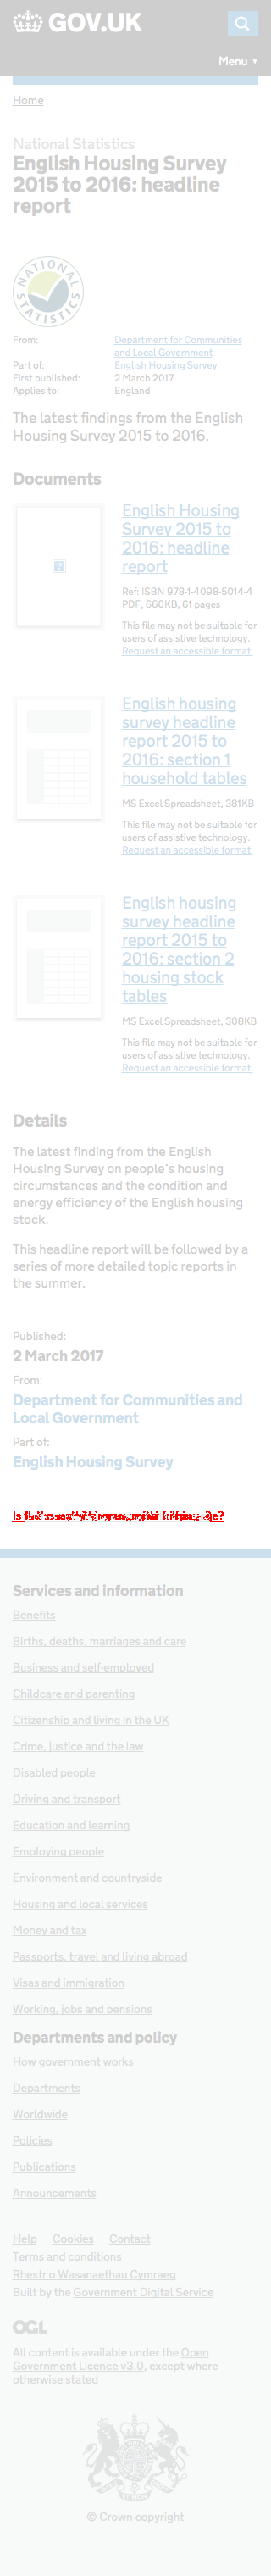 GOV.UK
Menu ▼
Home
National Statistics
English Housing Survey
2015 to 2016: headline
report
NATIONAL STATISTICS
From: Department for Communities
and Local Government
Part of: English Housing Survey
First published: 2 March 2017
Applies to: England
The latest findings from the English
Housing Survey 2015 to 2016.
Documents
English Housing
Survey 2015 to
2016: headline
report
Ref: ISBN 978-1-4098-5014-4
PDF, 660KB, 61 pages
This file may not be suitable for
users of assistive technology.
Request an accessible format.
English housing
survey headline
report 2015 to
2016: section 1
household tables
MS Excel Spreadsheet, 381KB
This file may not be suitable for
users of assistive technology.
Request an accessible format.
English housing
survey headline
report 2015 to
2016: section 2
housing stock
tables
MS Excel Spreadsheet, 308KB
This file may not be suitable for
users of assistive technology.
Request an accessible format.
Details
The latest finding from the English
Housing Survey on people's housing
circumstances and the condition and
energy efficiency of the English housing
stock.
This headline report will be followed by a
series of more detailed topic reports in
the summer.
Published:
2 March 2017
From:
Department for Communities and
Local Government
Part of:
English Housing Survey
Services and information
Benefits
Births, deaths, marriages and care
Business and self-employed
Childcare and parenting
Citizenship and living in the UK
Crime, justice and the law
Disabled people
Driving and transport
Education and learning
Employing people
Environment and countryside
Housing and local services
Money and tax
Passports, travel and living abroad
Visas and immigration
Working, jobs and pensions
Departments and policy
How government works
Departments
Worldwide
Policies
Publications
Announcements
Help Cookies Contact
Terms and conditions
Rhestr o Wasanaethau Cymraeg
Built by the Government Digital Service
OGL
All content is available under the Open
Government Licence v3.0, except where
otherwise stated
© Crown copyright